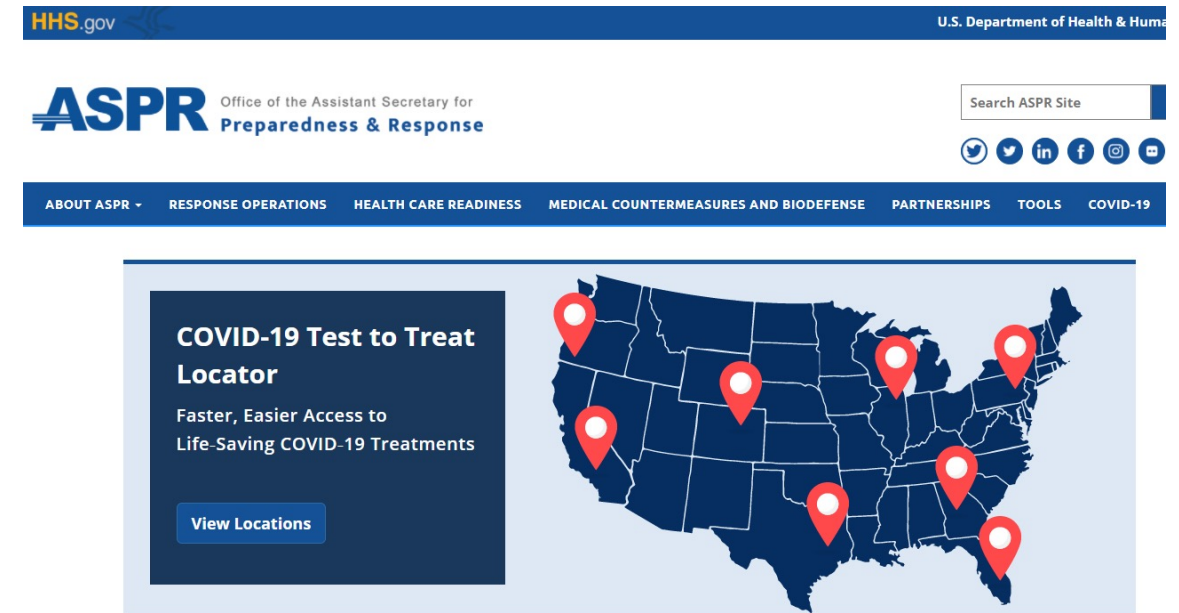 HHS.gov
U.S. Department of Health & Huma
ASPR
Office of the Assistant Secretary for
Preparedness & Response
Search ASPR Site
ABOUT ASPR RESPONSE OPERATIONS HEALTH CARE READINESS MEDICAL COUNTERMEASURES AND BIODEFENSE PARTNERSHIPS TOOLS COVID-19
COVID-19 Test to Treat
Locator
Faster, Easier Access to
Life-Saving COVID-19 Treatments
View Locations